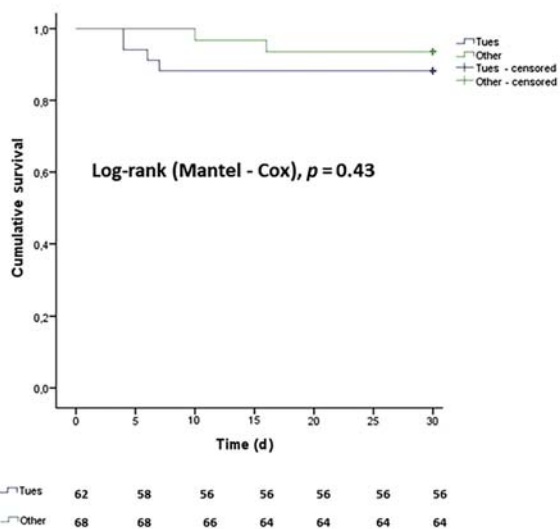 1,0
0,8
0,6
0,4
0,2
0,0
Cumulative survival
Log-rank (Mantel - Cox), p = 0.43
Tues
Other
Tues - censored
Other - censored
0 5 10 15 20 25 30
Time (d)
Tues 62 58 56 56 56 56 56
Other 68 68 66 64 64 64 64